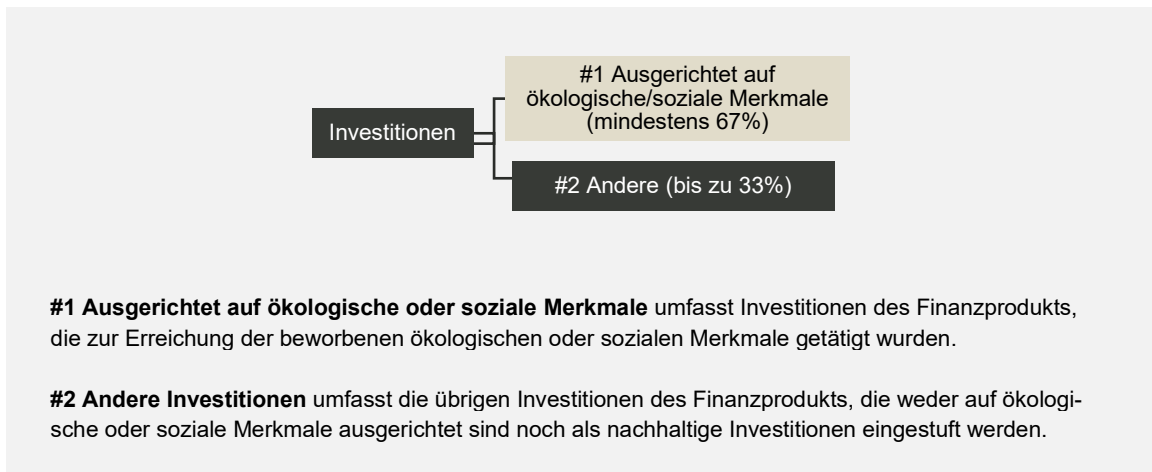 #1 Ausgerichtet auf
ökologische/soziale Merkmale
(mindestens 67%)
Investitionen
#2 Andere (bis zu 33%)
#1 Ausgerichtet auf ökologische oder soziale Merkmale umfasst Investitionen des Finanzprodukts,
die zur Erreichung der beworbenen ökologischen oder sozialen Merkmale getätigt wurden.
#2 Andere Investitionen umfasst die übrigen Investitionen des Finanzprodukts, die weder auf ökologi-
sche oder soziale Merkmale ausgerichtet sind noch als nachhaltige Investitionen eingestuft werden.